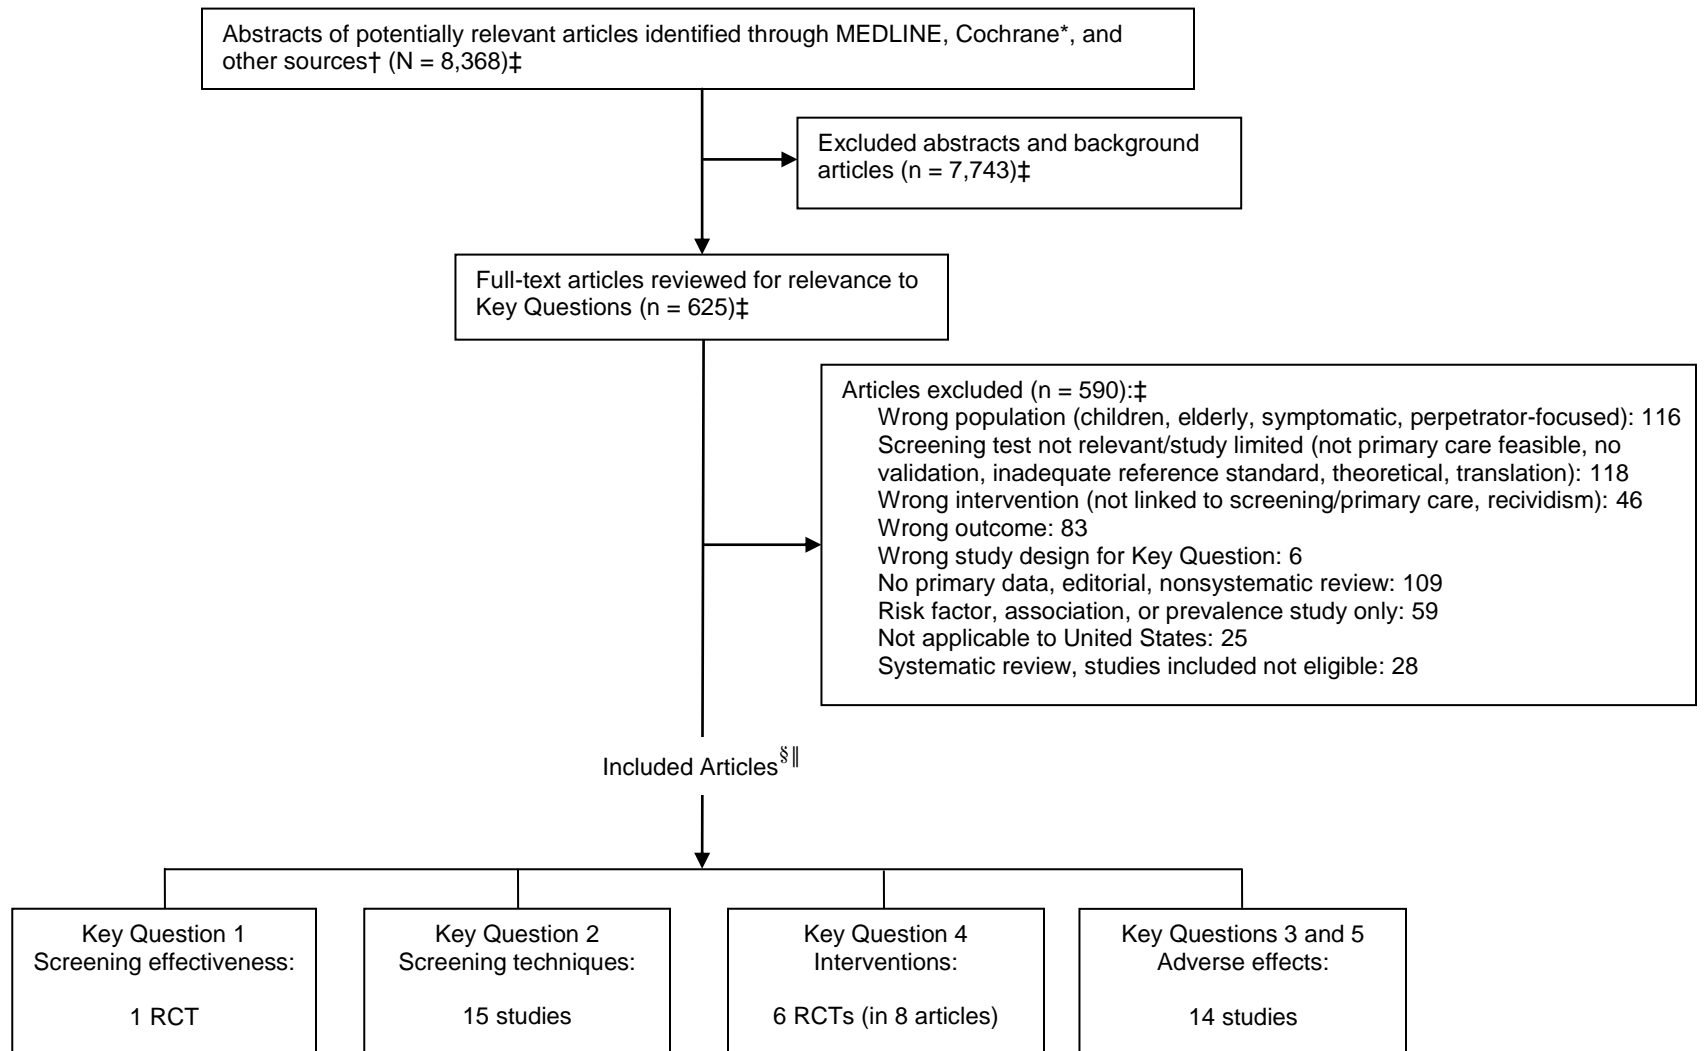 Abstracts of potentially relevant articles identified through MEDLINE, Cochrane*, and
other sources† (N = 8,368)‡
Excluded abstracts and background
articles (n = 7,743)‡
Full-text articles reviewed for relevance to
Key Questions (n = 625)‡
Articles excluded (n = 590):‡
Wrong population (children, elderly, symptomatic, perpetrator-focused): 116
Screening test not relevant/study limited (not primary care feasible, no
validation, inadequate reference standard, theoretical, translation): 118
Wrong intervention (not linked to screening/primary care, recividism): 46
Wrong outcome: 83
Wrong study design for Key Question: 6
No primary data, editorial, nonsystematic review: 109
Risk factor, association, or prevalence study only: 59
Not applicable to United States: 25
Systematic review, studies included not eligible: 28
Included Articles§‖
Key Question 1
Screening effectiveness:
1 RCT
Key Question 2
Screening techniques:
15 studies
Key Question 4
Interventions:
6 RCTs (in 8 articles)
Key Questions 3 and 5
Adverse effects:
14 studies